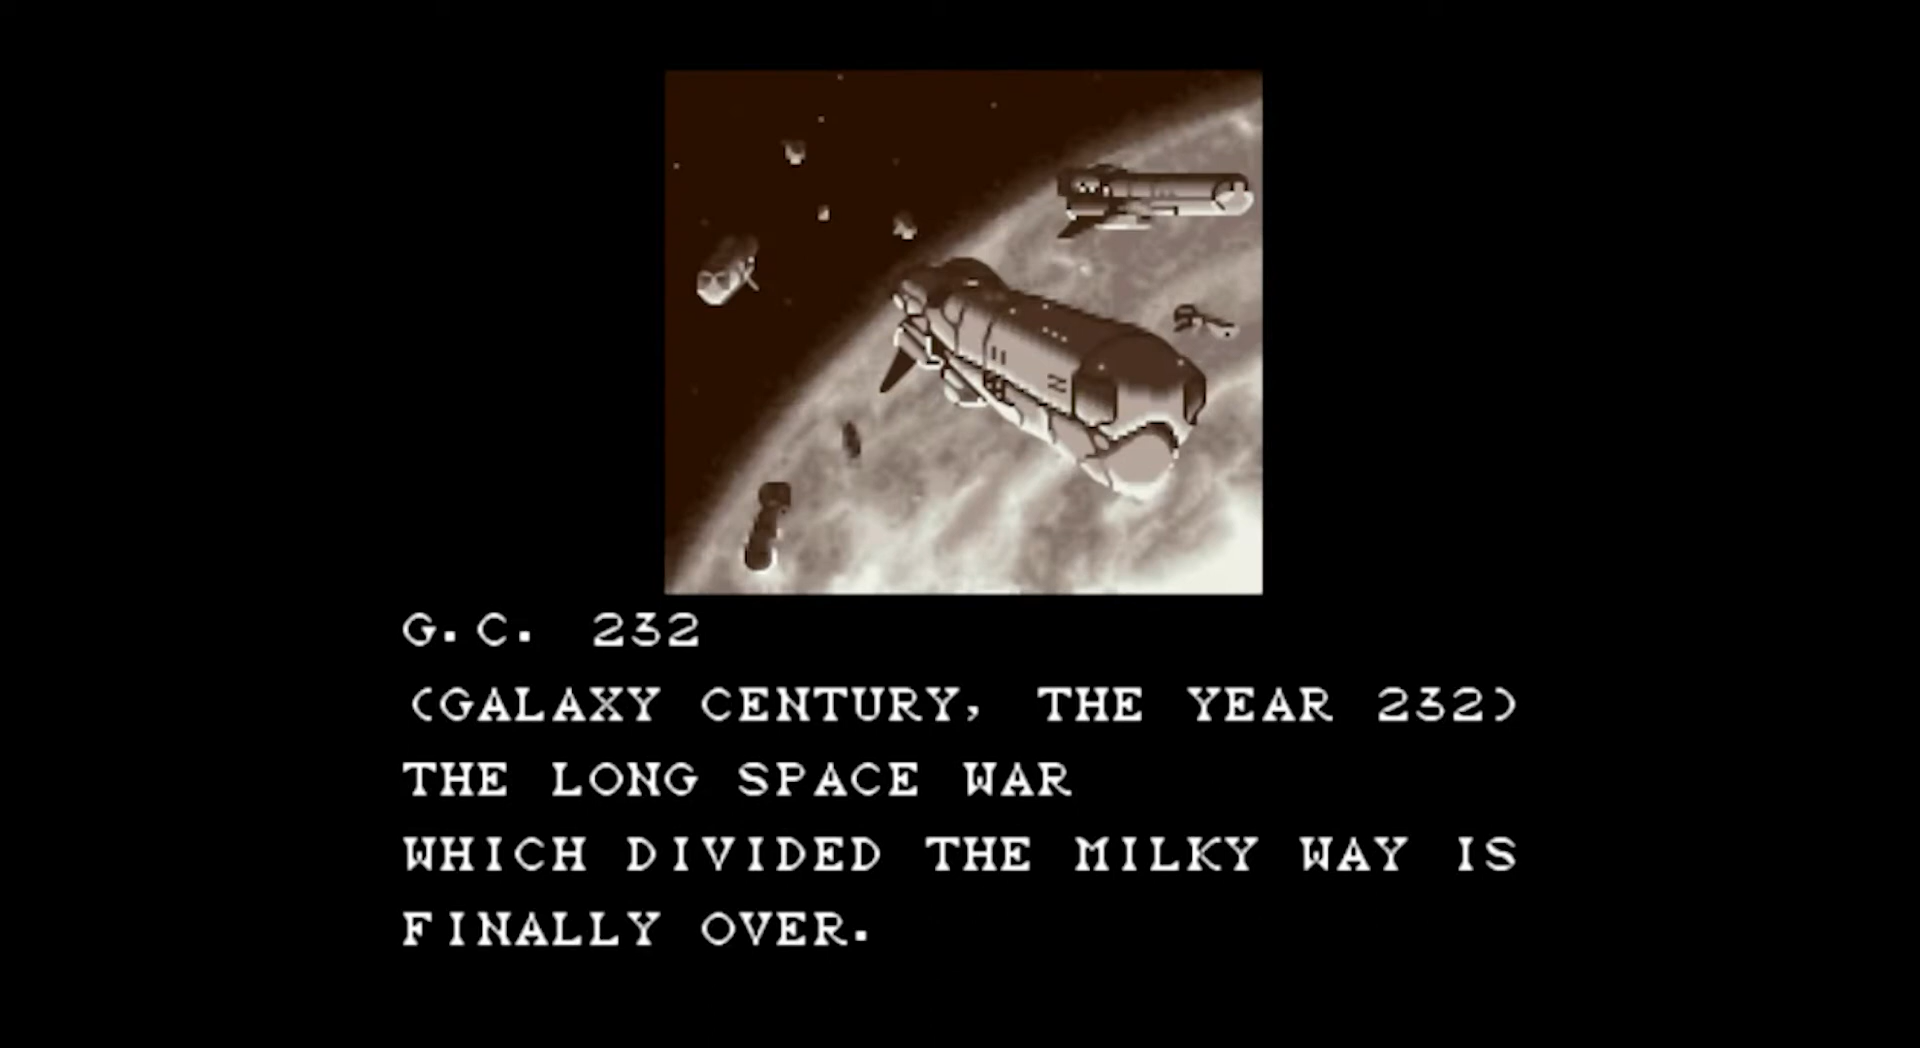 G.C. 232
(GALAXY CENTURY, THE YEAR 232)
THE LONG SPACE WAR
WHICH DIVIDED THE MILKY WAY IS
FINALLY OVER.